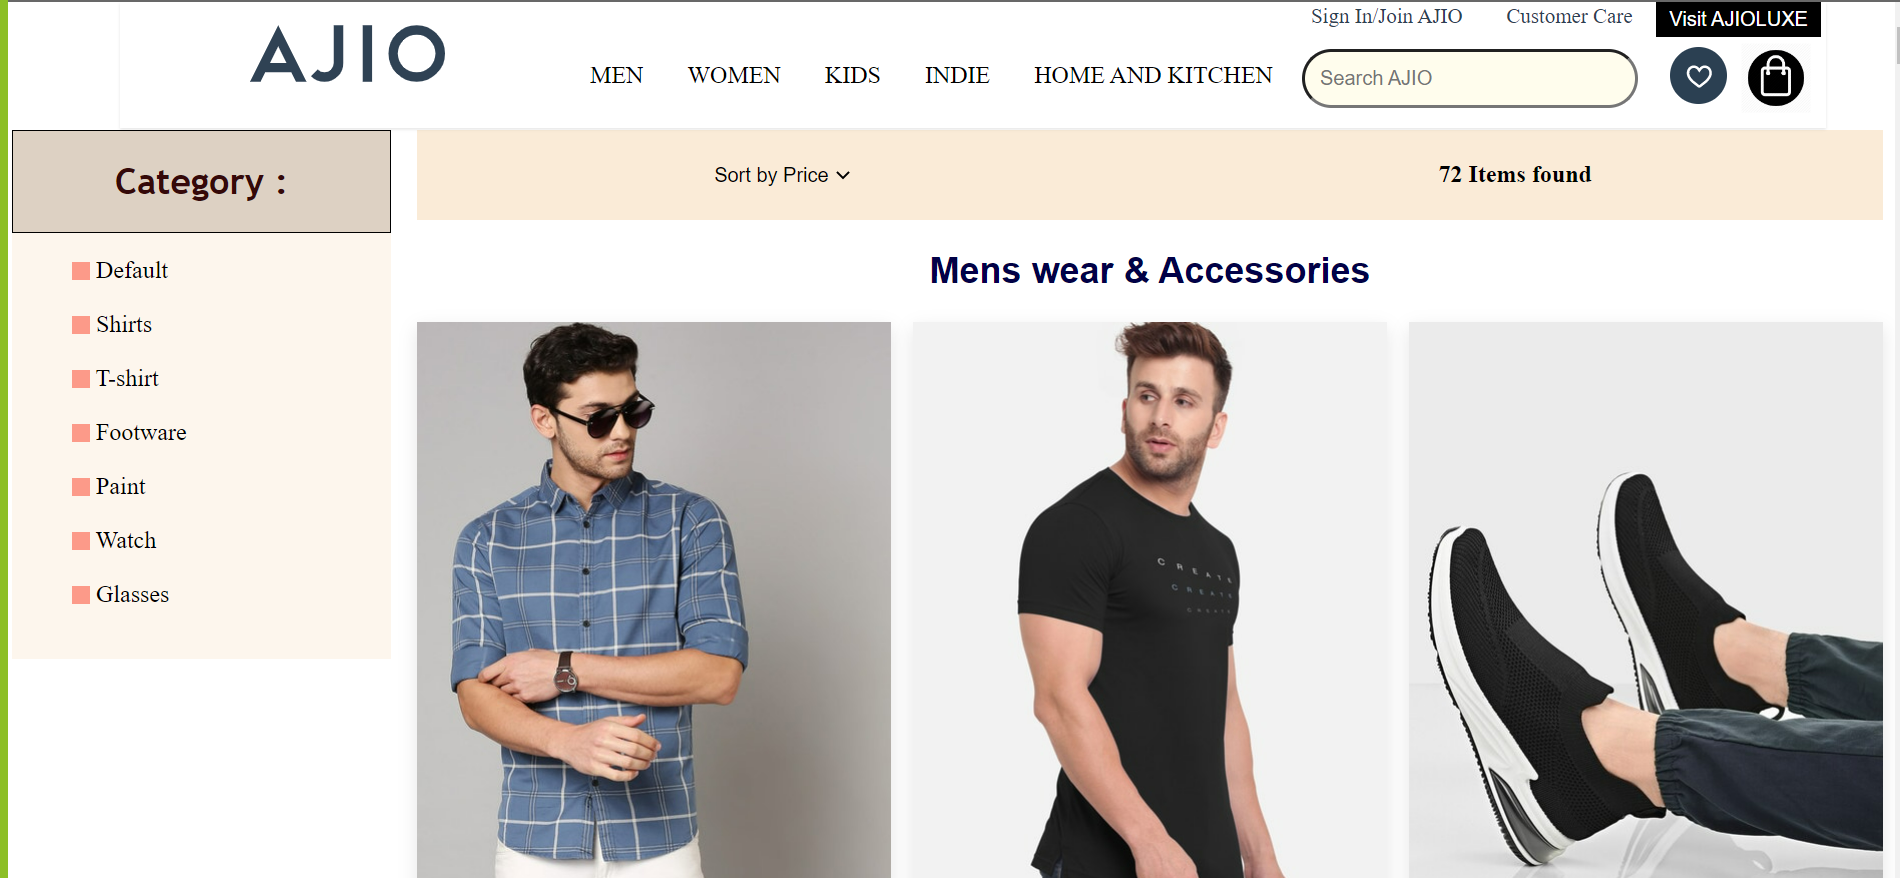 AJIO
Sign In/Join AJIO
Customer Care
Visit AJIOLUXE
MEN
WOMEN
KIDS
INDIE
HOME AND KITCHEN
Search AJIO
Category :
Default
Shirts
T-shirt
Footware
Paint
Watch
Glasses
Sort by Price
72 Items found
Mens wear & Accessories
CREATE
CREATE
CREATE